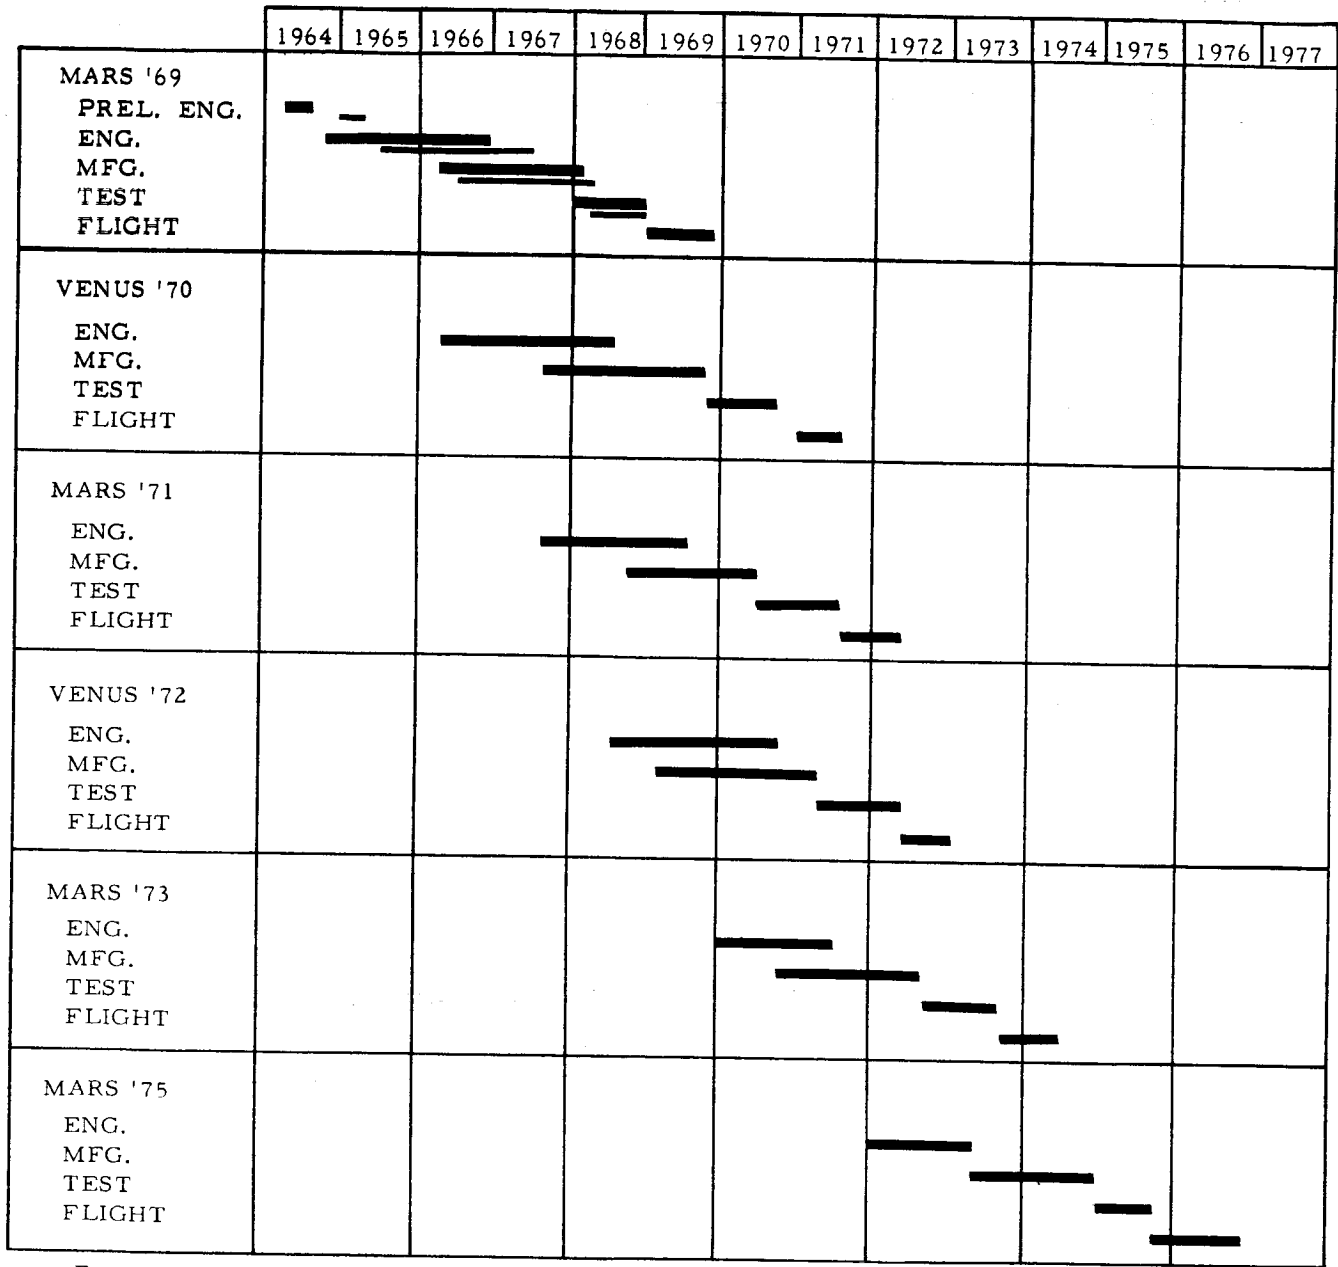 1964 1965 1966 1967 1968 1969 1970 1971 1972 1973 1974 1975 1976 1977
MARS '69
PREL. ENG.
ENG.
MFG.
TEST
FLIGHT
VENUS '70
ENG.
MFG.
TEST
FLIGHT
MARS '71
ENG.
MFG.
TEST
FLIGHT
VENUS '72
ENG.
MFG.
TEST
FLIGHT
MARS '73
ENG.
MFG.
TEST
FLIGHT
MARS '75
ENG.
MFG.
TEST
FLIGHT